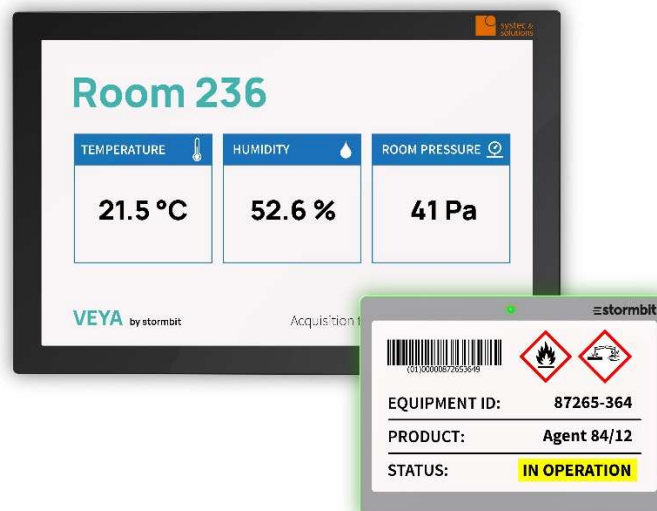 systec &
solutions
Room 236
TEMPERATURE
HUMIDITY
ROOM PRESSURE
21.5 °C
52.6 %
41 Pa
VEYA by stormbit
Acquisition
stormbit
(01)00000872653649
EQUIPMENT ID: 87265-364
PRODUCT: Agent 84/12
STATUS: IN OPERATION